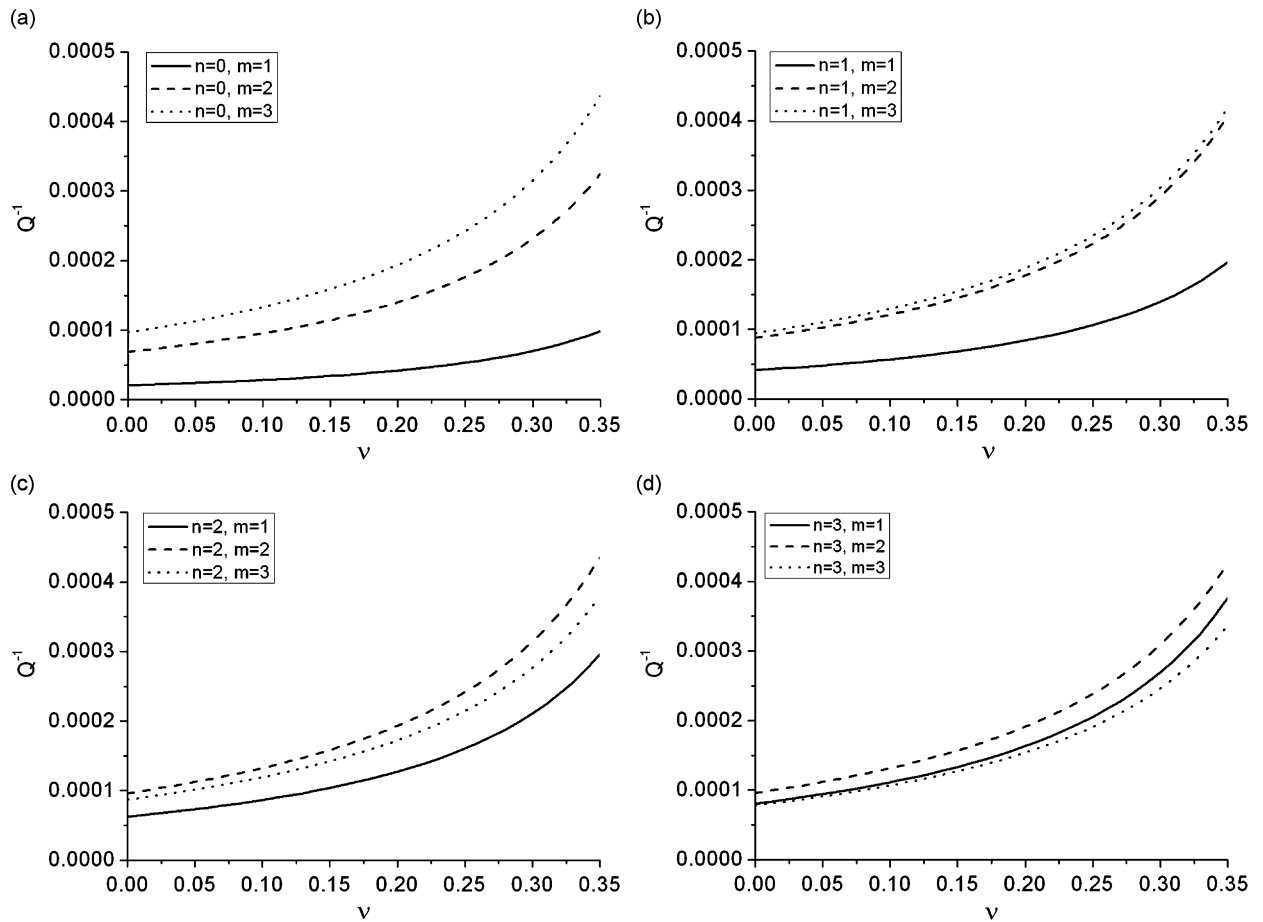 (a)
n=0, m=1
n=0, m=2
n=0, m=3
0.0005
0.0004
0.0003
0.0002
0.0001
0.0000
Q⁻¹
0.00 0.05 0.10 0.15 0.20 0.25 0.30 0.35
ν
(b)
n=1, m=1
n=1, m=2
n=1, m=3
0.0005
0.0004
0.0003
0.0002
0.0001
0.0000
Q⁻¹
0.00 0.05 0.10 0.15 0.20 0.25 0.30 0.35
ν
(c)
n=2, m=1
n=2, m=2
n=2, m=3
0.0005
0.0004
0.0003
0.0002
0.0001
0.0000
Q⁻¹
0.00 0.05 0.10 0.15 0.20 0.25 0.30 0.35
ν
(d)
n=3, m=1
n=3, m=2
n=3, m=3
0.0005
0.0004
0.0003
0.0002
0.0001
0.0000
Q⁻¹
0.00 0.05 0.10 0.15 0.20 0.25 0.30 0.35
ν